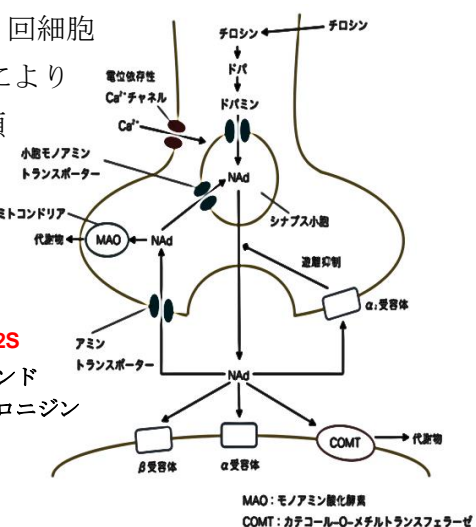 回細胞
により
チロシン
チロシン
ドパ
ドパミン
電位依存性
Ca²⁺チャネル
Ca²⁺
小胞モノアミン
トランスポーター
NAd
シナプス小胞
ミトコンドリア
代謝物
MAO
NAd
逆難抑制
α₂受容体
アミン
トランスポーター
2S
ンド
ロニジン
NAd
β受容体
α受容体
COMT
代謝物
MAO：モノアミン酸化酵素
COMT：カテコール-O-メチルトランスフェラーゼ